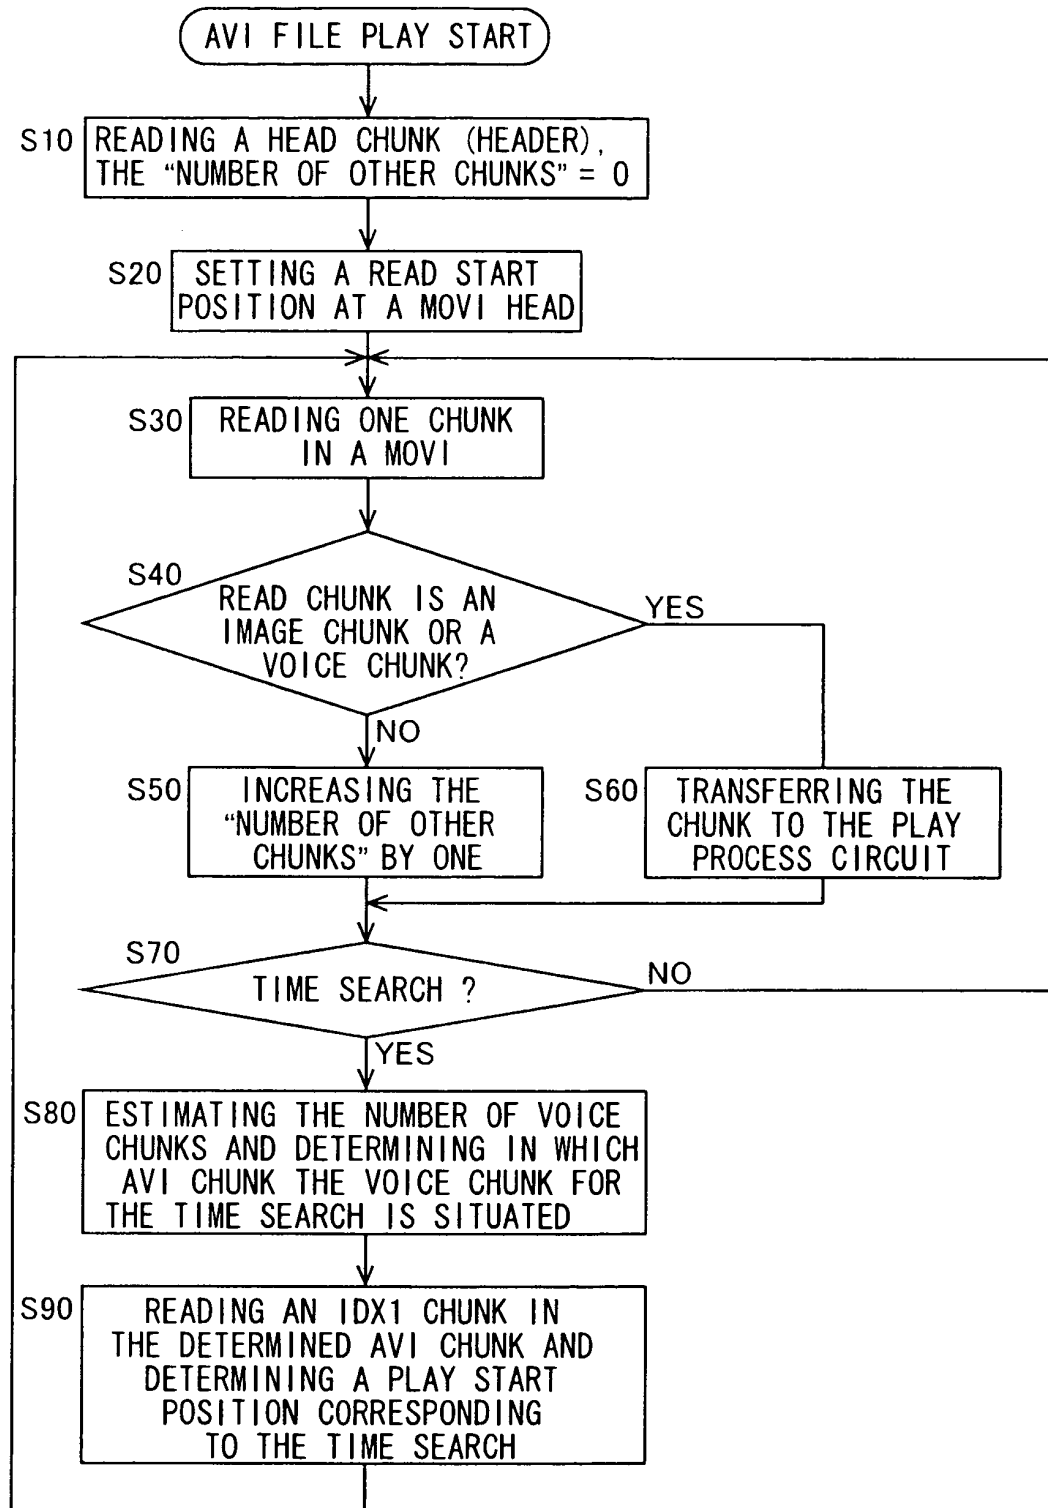 AVI FILE PLAY START
S10
READING A HEAD CHUNK (HEADER),
THE “NUMBER OF OTHER CHUNKS” = 0
S20
SETTING A READ START
POSITION AT A MOVI HEAD
S30
READING ONE CHUNK
IN A MOVI
S40
READ CHUNK IS AN
IMAGE CHUNK OR A
VOICE CHUNK?
YES
NO
S50
INCREASING THE
“NUMBER OF OTHER
CHUNKS” BY ONE
S60
TRANSFERRING THE
CHUNK TO THE PLAY
PROCESS CIRCUIT
S70
TIME SEARCH ?
NO
YES
S80
ESTIMATING THE NUMBER OF VOICE
CHUNKS AND DETERMINING IN WHICH
AVI CHUNK THE VOICE CHUNK FOR
THE TIME SEARCH IS SITUATED
S90
READING AN IDX1 CHUNK IN
THE DETERMINED AVI CHUNK AND
DETERMINING A PLAY START
POSITION CORRESPONDING
TO THE TIME SEARCH